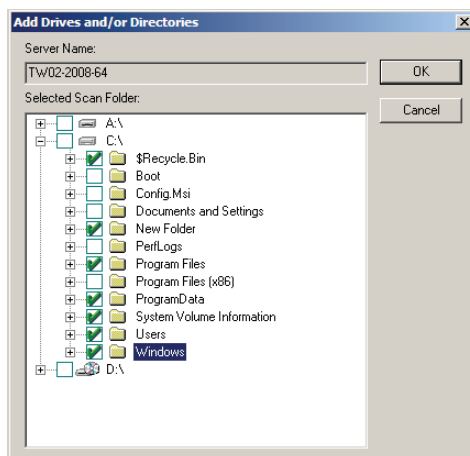 Add Drives and/or Directories
Server Name:
TW02-2008-64
OK
Selected Scan Folder:
Cancel
A:\
C:\
$Recycle.Bin
Boot
Config.Msi
Documents and Settings
New Folder
PerfLogs
Program Files
Program Files (x86)
ProgramData
System Volume Information
Users
Windows
D:\